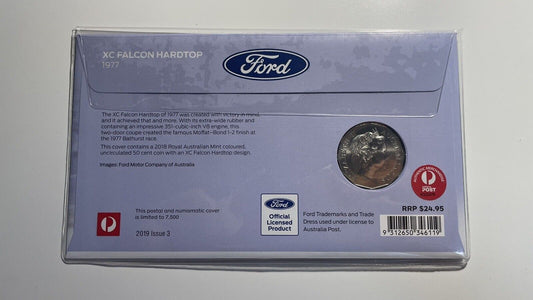 XC FALCON HARDTOP
1977
Ford
The XC Falcon Hardtop of 1977 was created with victory in mind,
and it achieved that and more. With its extra-wide rubber and
containing an impressive 351-cubic-inch V8 engine, this
two-door coupe created the famous Moffat–Bond 1-2 finish at
the 1977 Bathurst race.
This cover contains a 2018 Royal Australian Mint coloured,
uncirculated 50 cent coin with an XC Falcon Hardtop design.
Images: Ford Motor Company of Australia
POST
RRP $24.95
This postal and numismatic cover
is limited to 7,500
2019 Issue 3
Ford
Official
Licensed
Product
Ford Trademarks and Trade
Dress used under license to
Australia Post.
9 312650 346119